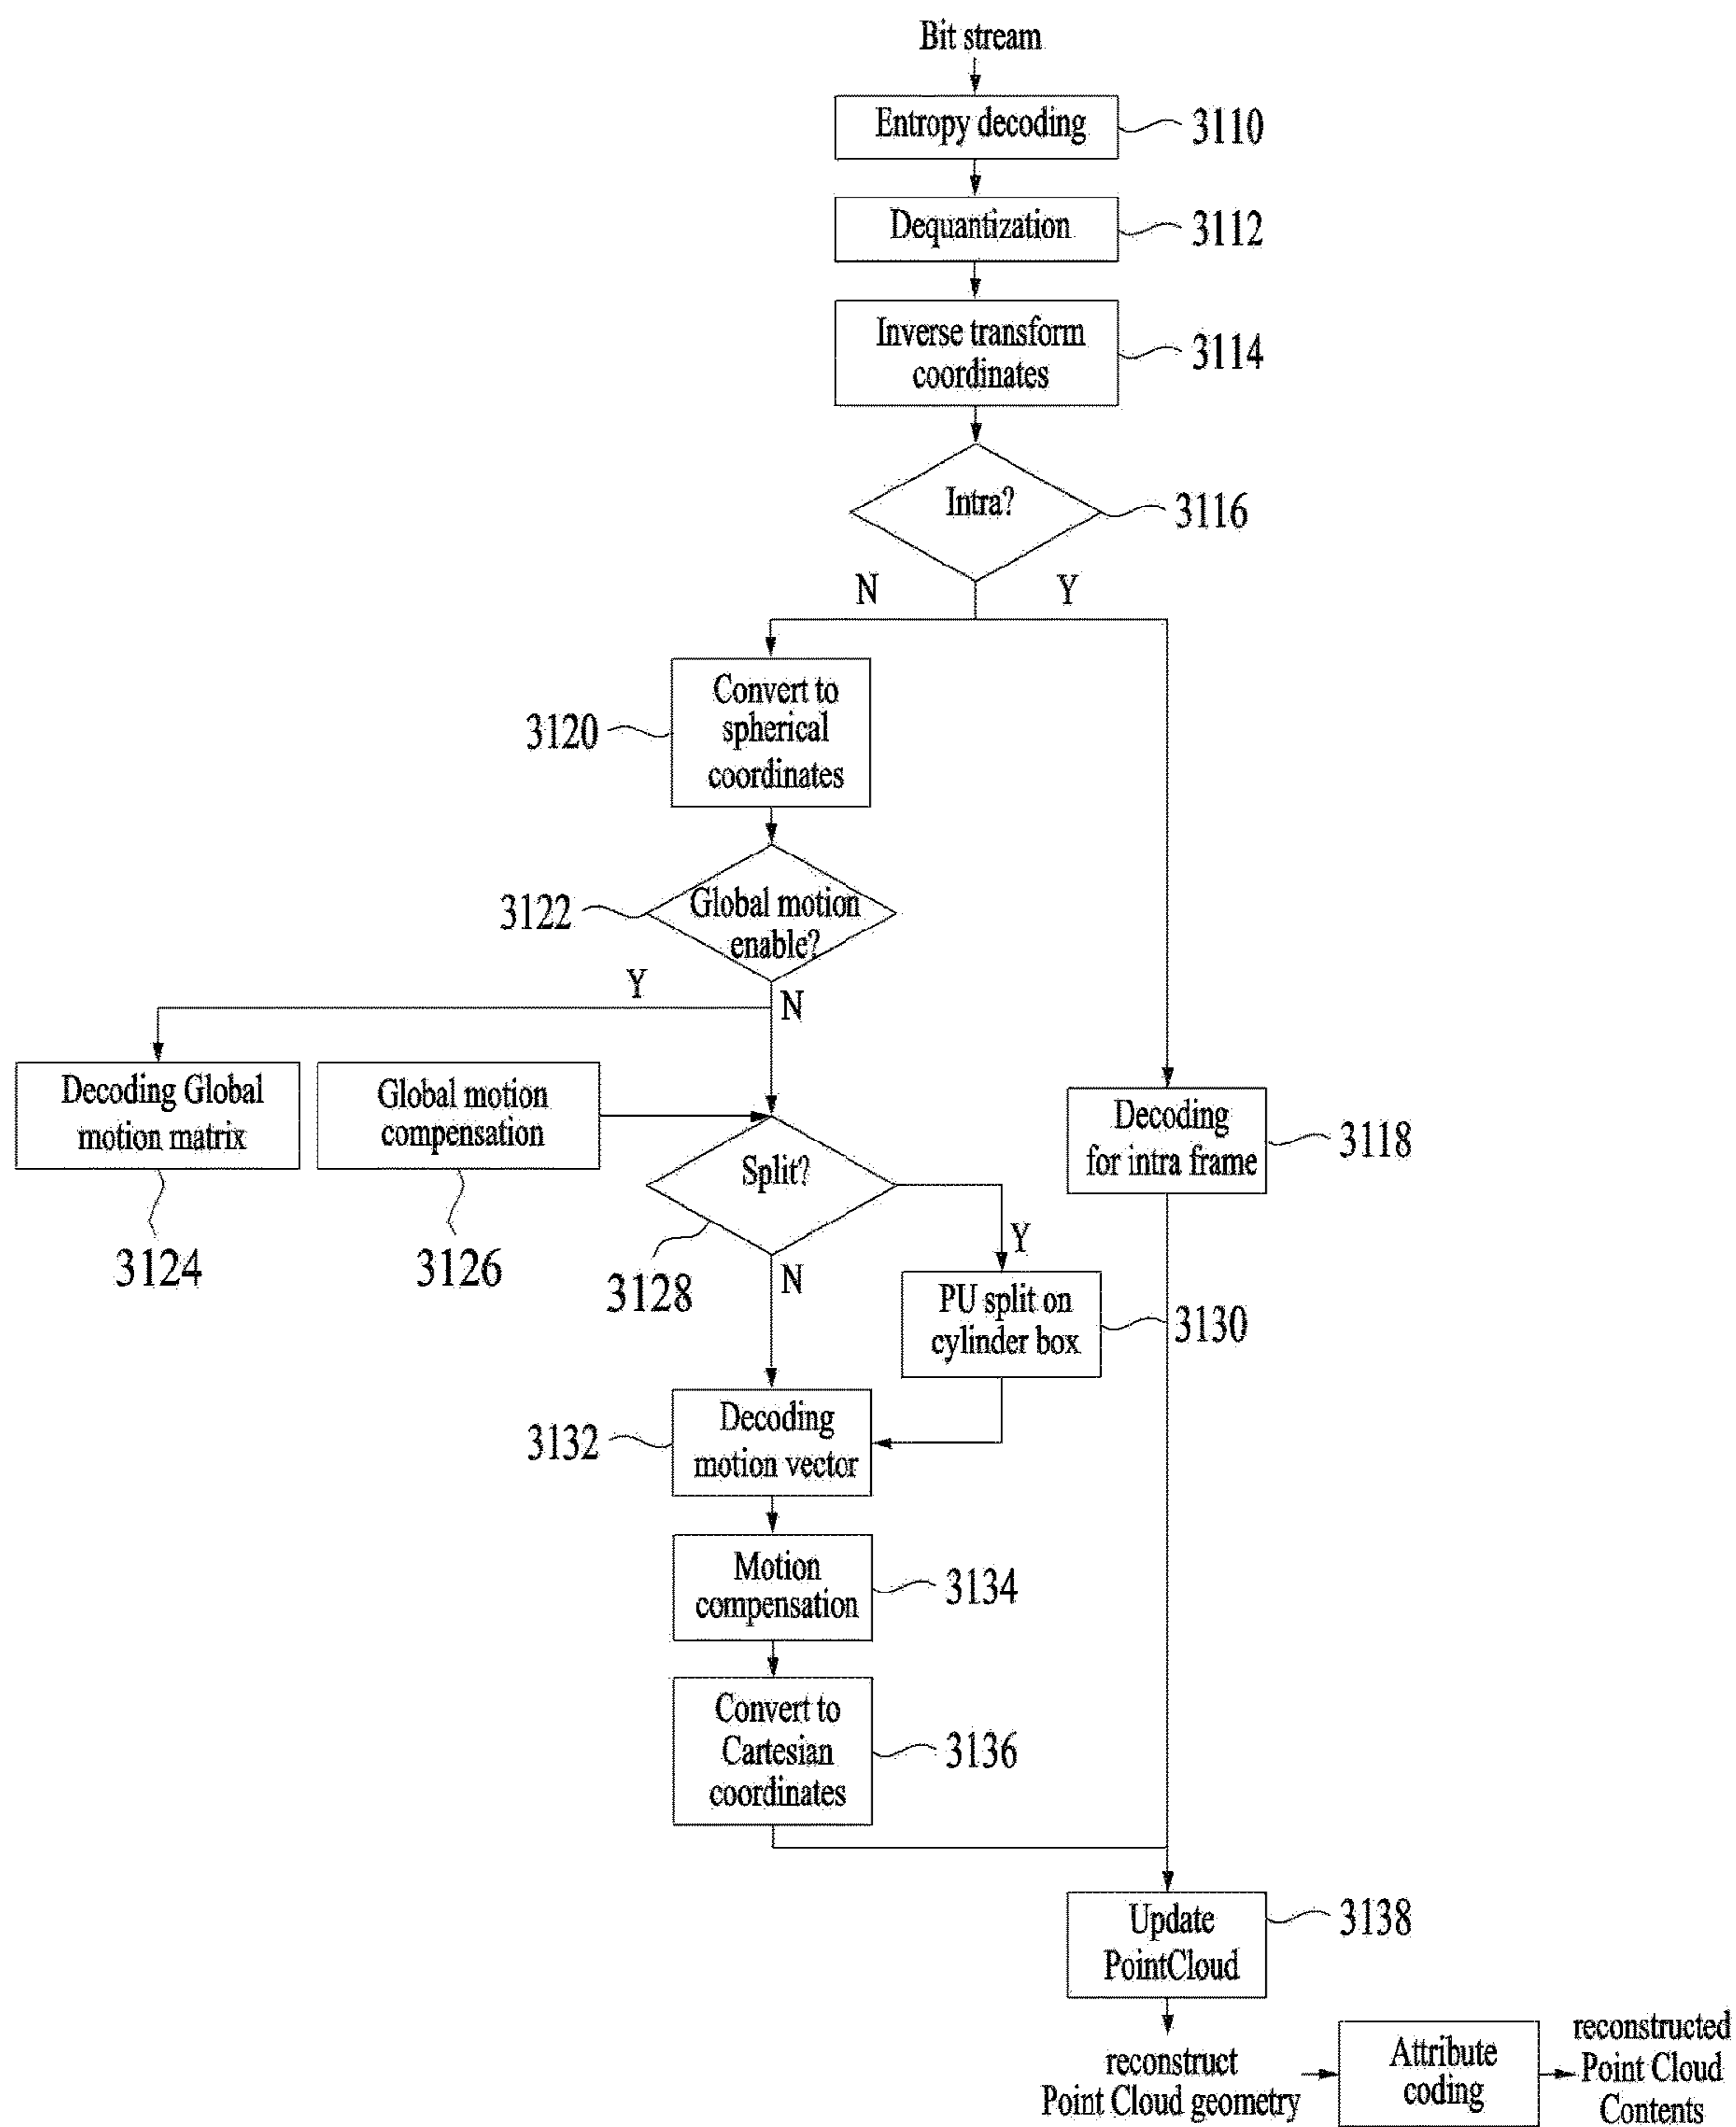 Bit stream
Entropy decoding
3110
Dequantization
3112
Inverse transform
coordinates
3114
Intra?
3116
N
Y
Convert to
spherical
coordinates
3120
Global motion
enable?
3122
Y
N
Decoding Global
motion matrix
3124
Global motion
compensation
3126
Split?
3128
Y
N
Decoding
for intra frame
3118
PU split on
cylinder box
3130
Decoding
motion vector
3132
Motion
compensation
3134
Convert to
Cartesian
coordinates
3136
Update
PointCloud
3138
reconstruct
Point Cloud geometry
Attribute
coding
reconstructed
Point Cloud
Contents